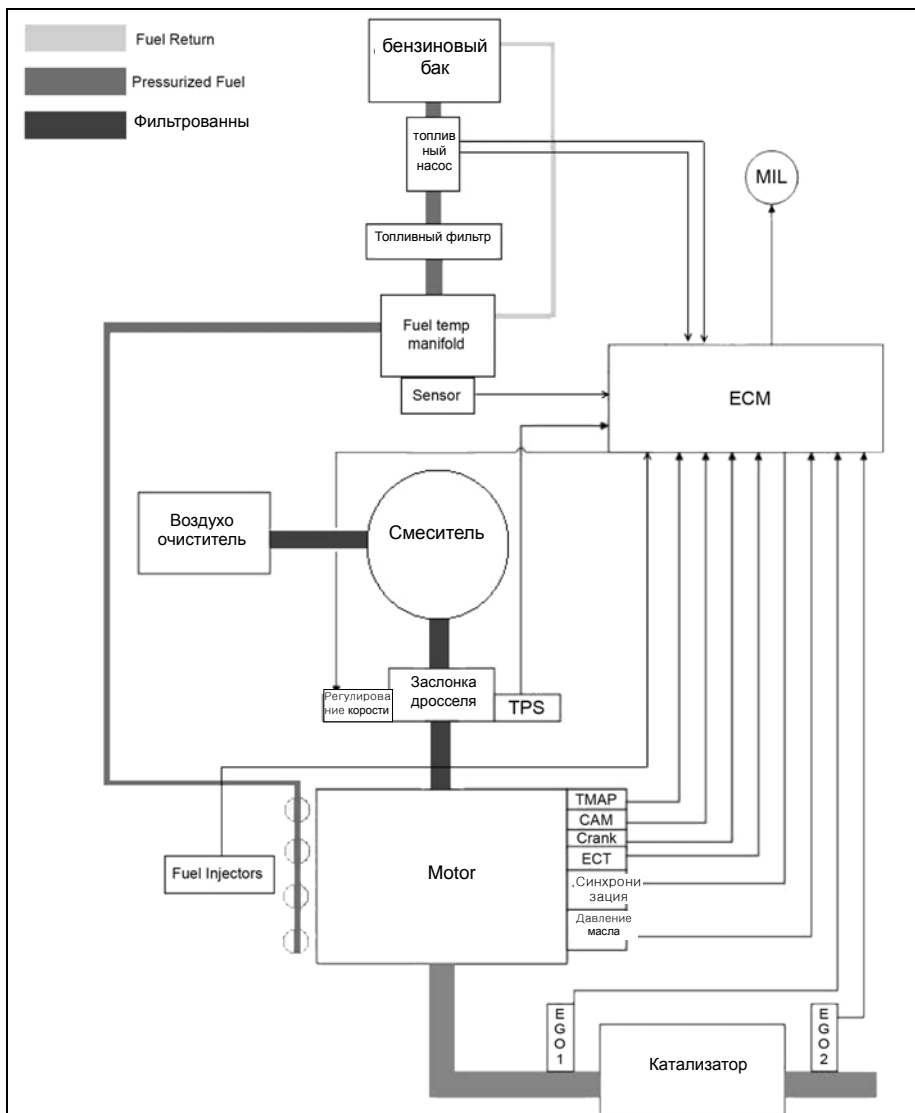 Fuel Return
Pressurized Fuel
Фильтрованны
бензиновый
бак
топлив
ный
насос
MIL
Топливный фильтр
Fuel temp
manifold
Sensor
ECM
Воздухо
очиститель
Смеситель
Заслонка
дросселя
Регулирова
ние корости
TPS
TMAP
CAM
Crank
ECT
Motor
Fuel Injectors
.Синхрони
зация
Давление
масла
E
G
O
1
E
G
O
2
Катализатор